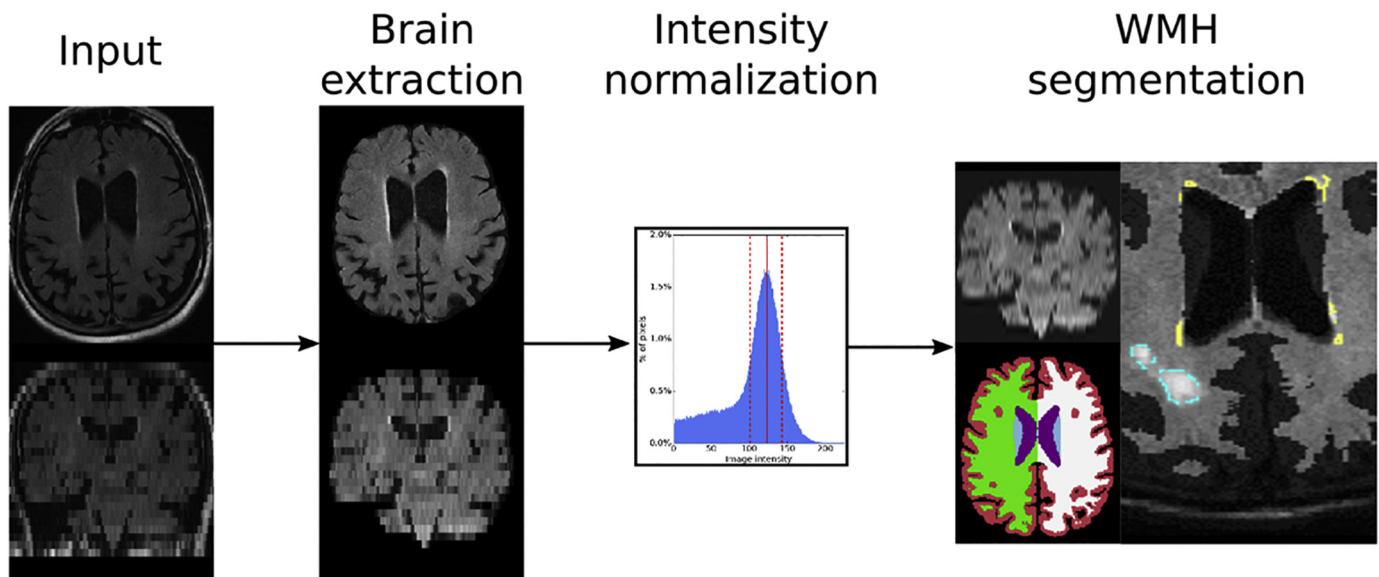 Input
Brain
extraction
Intensity
normalization
WMH
segmentation
2.0%
1.5%
1.0%
0.5%
0.0%
% of pixels
0 50 100 150 200
Image intensity